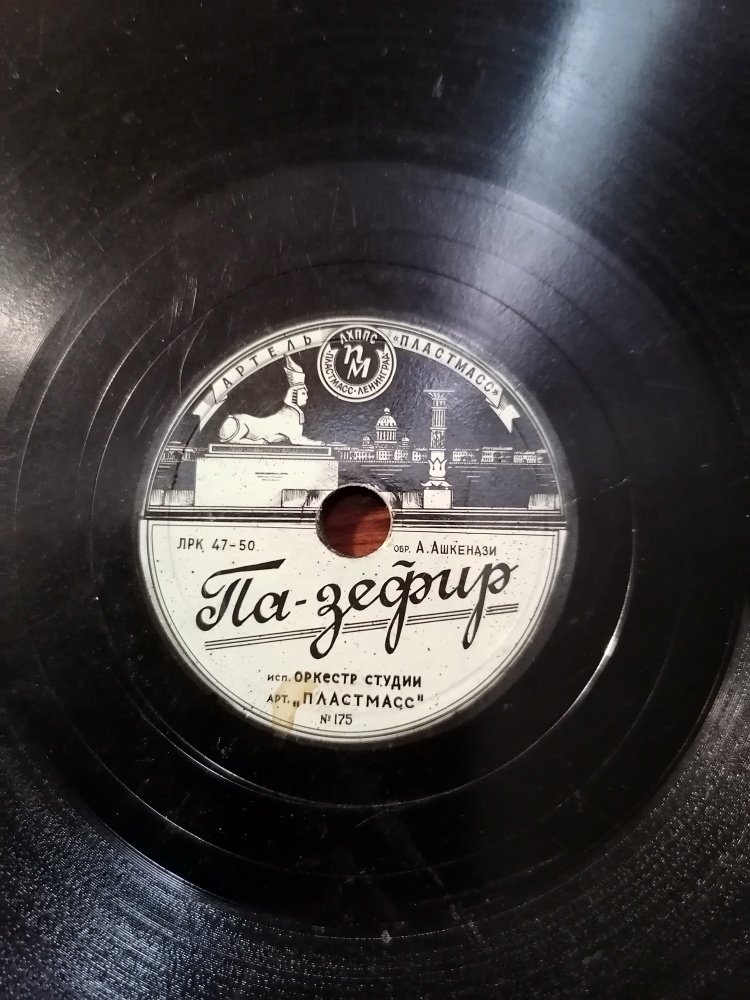 АРТЕЛЬ «ПЛАСТМАСС»
ЛХППС
ПМ
ПЛАСТМАСС-ЛЕНИНГРАД
ЛРК 47-50. ОБР. А. АШКЕНАЗИ
Па-зефир
исп. ОРКЕСТР СТУДИИ
АРТ. „ПЛАСТМАСС"
№ 175